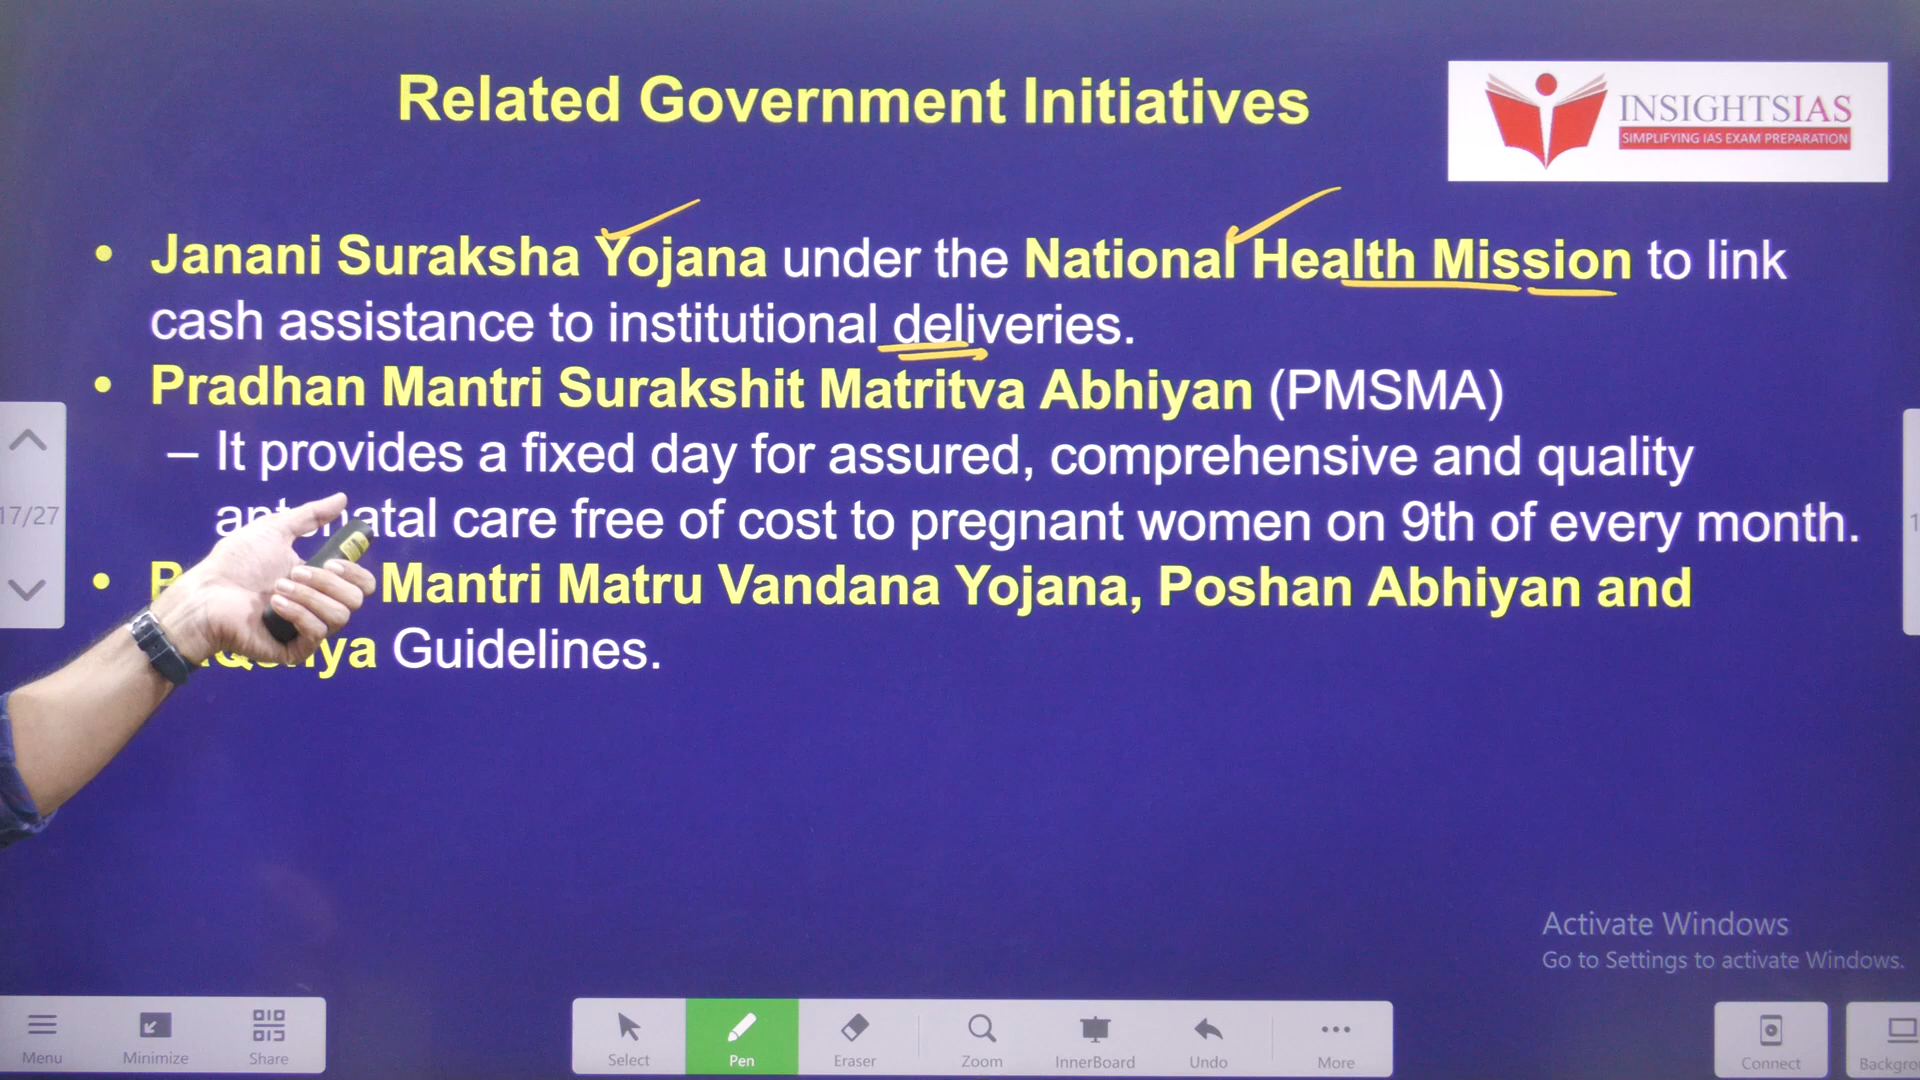 Related Government Initiatives
INSIGHTSIAS
SIMPLIFYING IAS EXAM PREPARATION
• Janani Suraksha Yojana under the National Health Mission to link
cash assistance to institutional deliveries.
• Pradhan Mantri Surakshit Matritva Abhiyan (PMSMA)
– It provides a fixed day for assured, comprehensive and quality
care free of cost to pregnant women on 9th of every month.
• Mantri Matru Vandana Yojana, Poshan Abhiyan and
Guidelines.
17/27
Activate Windows
Go to Settings to activate Windows.
Menu Minimize Share Select Pen Eraser Zoom InnerBoard Undo More Connect